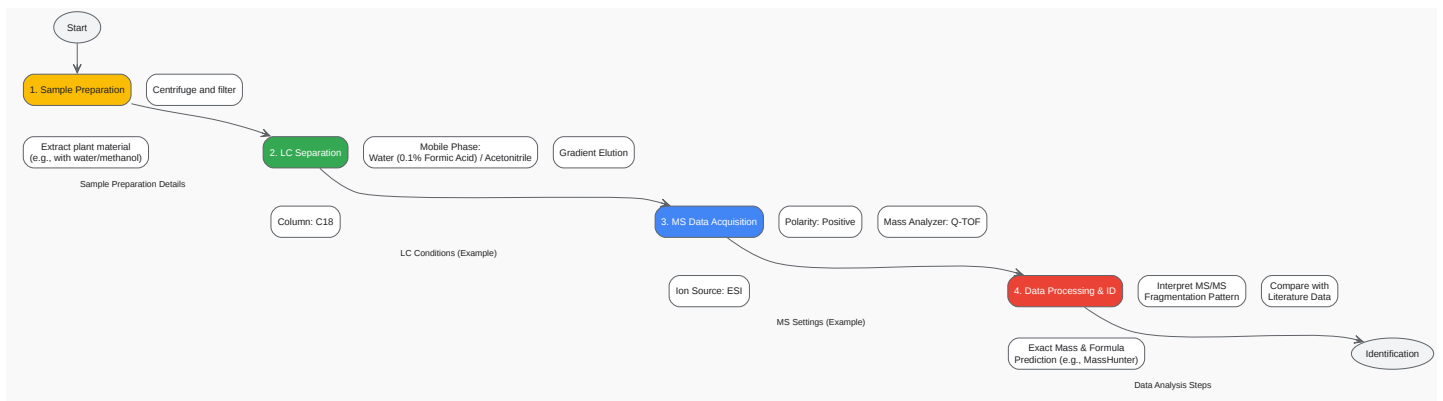 Start
1. Sample Preparation
Centrifuge and filter
Extract plant material
(e.g., with water/methanol)
Sample Preparation Details
2. LC Separation
Mobile Phase:
Water (0.1% Formic Acid) / Acetonitrile
Gradient Elution
Column: C18
LC Conditions (Example)
3. MS Data Acquisition
Polarity: Positive
Mass Analyzer: Q-TOF
Ion Source: ESI
MS Settings (Example)
4. Data Processing & ID
Interpret MS/MS
Fragmentation Pattern
Compare with
Literature Data
Exact Mass & Formula
Prediction (e.g., MassHunter)
Data Analysis Steps
Identification